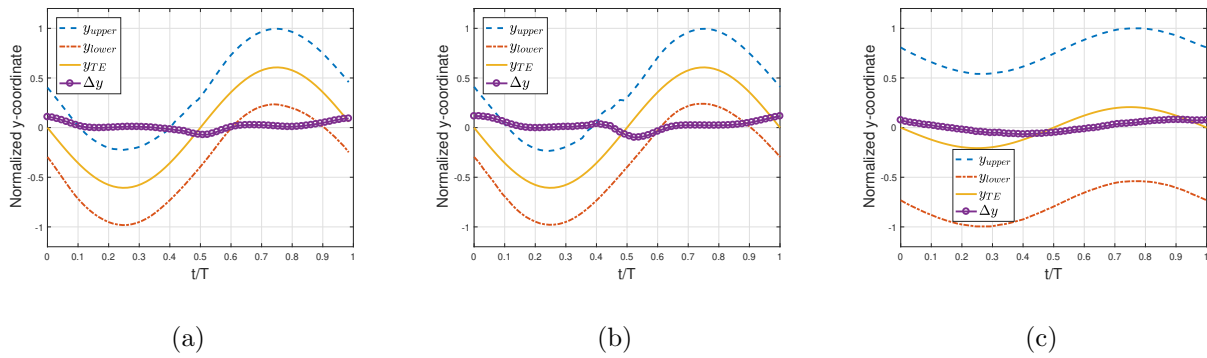 Normalized y-coordinate
1
0.5
0
-0.5
-1
y_upper
y_lower
y_TE
Δy
0 0.1 0.2 0.3 0.4 0.5 0.6 0.7 0.8 0.9 1
t/T
(a)
Normalized y-coordinate
1
0.5
0
-0.5
-1
y_upper
y_lower
y_TE
Δy
0 0.1 0.2 0.3 0.4 0.5 0.6 0.7 0.8 0.9 1
t/T
(b)
Normalized y-coordinate
1
0.5
0
-0.5
-1
y_upper
y_lower
y_TE
Δy
0 0.1 0.2 0.3 0.4 0.5 0.6 0.7 0.8 0.9 1
t/T
(c)